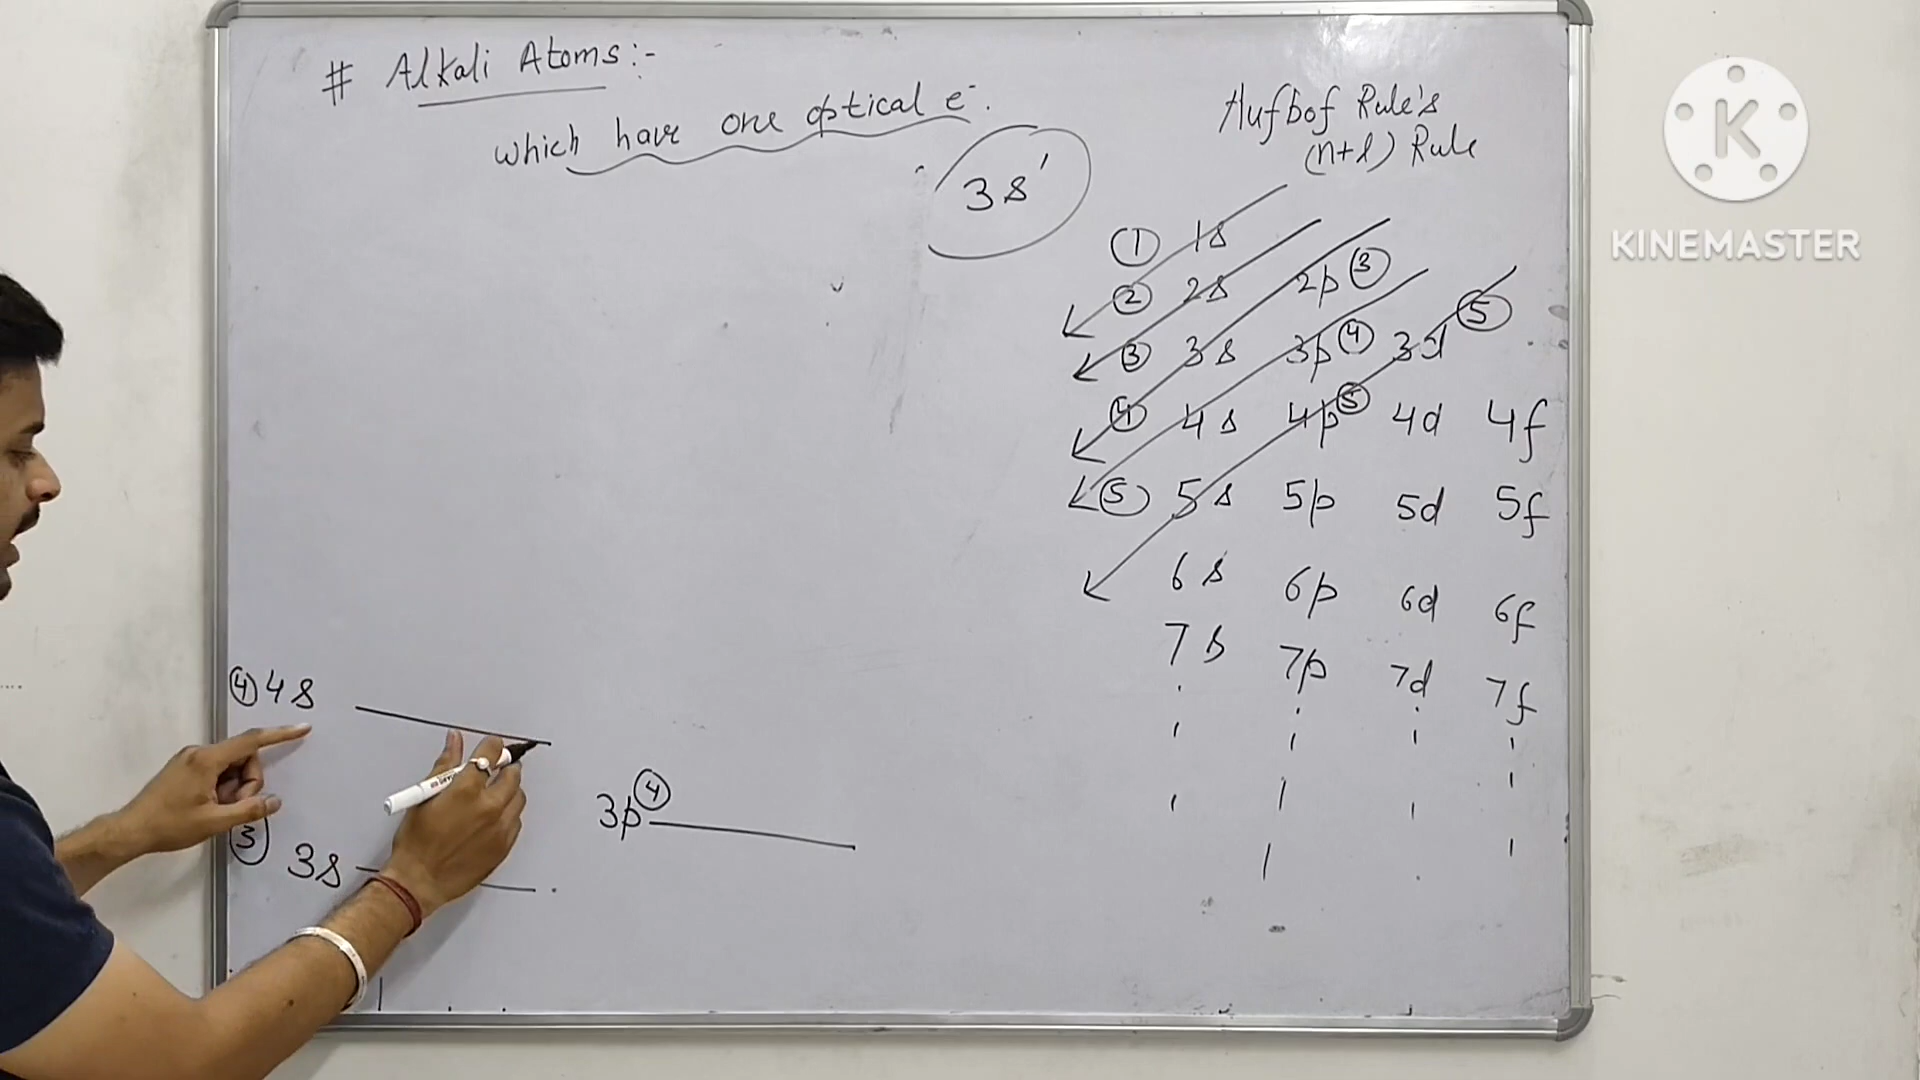 # Alkali Atoms:-
which have one optical e⁻.
3s¹
Aufbof Rule's
(n+l) Rule
① 1s
② 2s 2p ③
③ 3s 3p ④ 3d ⑤
④ 4s 4p ⑤ 4d 4f
⑤ 5s 5p 5d 5f
6s 6p 6d 6f
7s 7p 7d 7f
④ 4s
3p ④
③ 3s
K
KINEMASTER